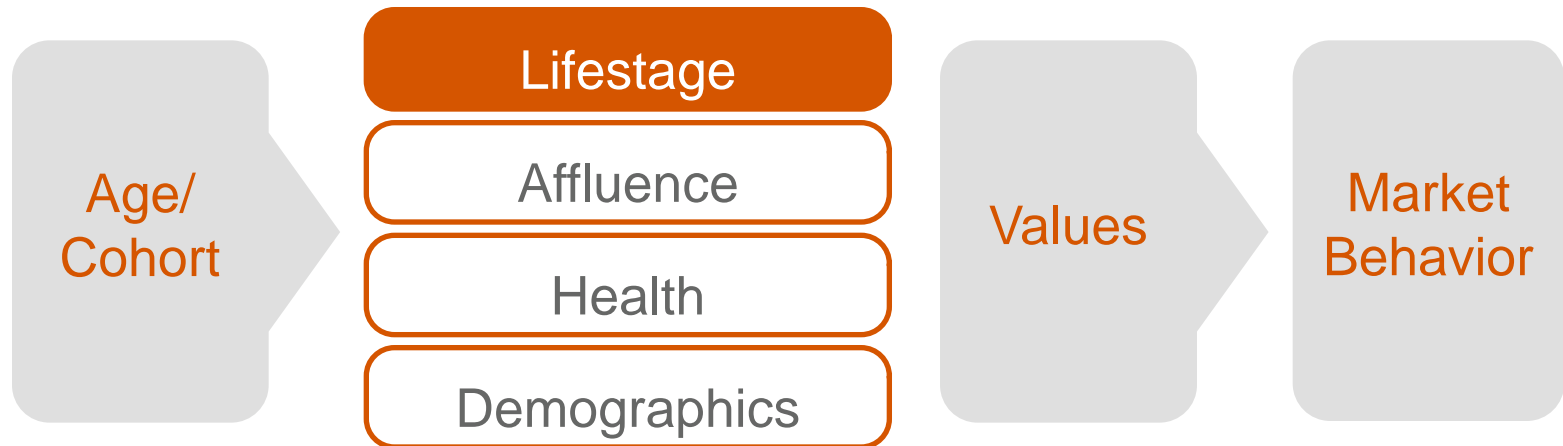 Age/
Cohort
Lifestage
Affluence
Health
Demographics
Values
Market
Behavior